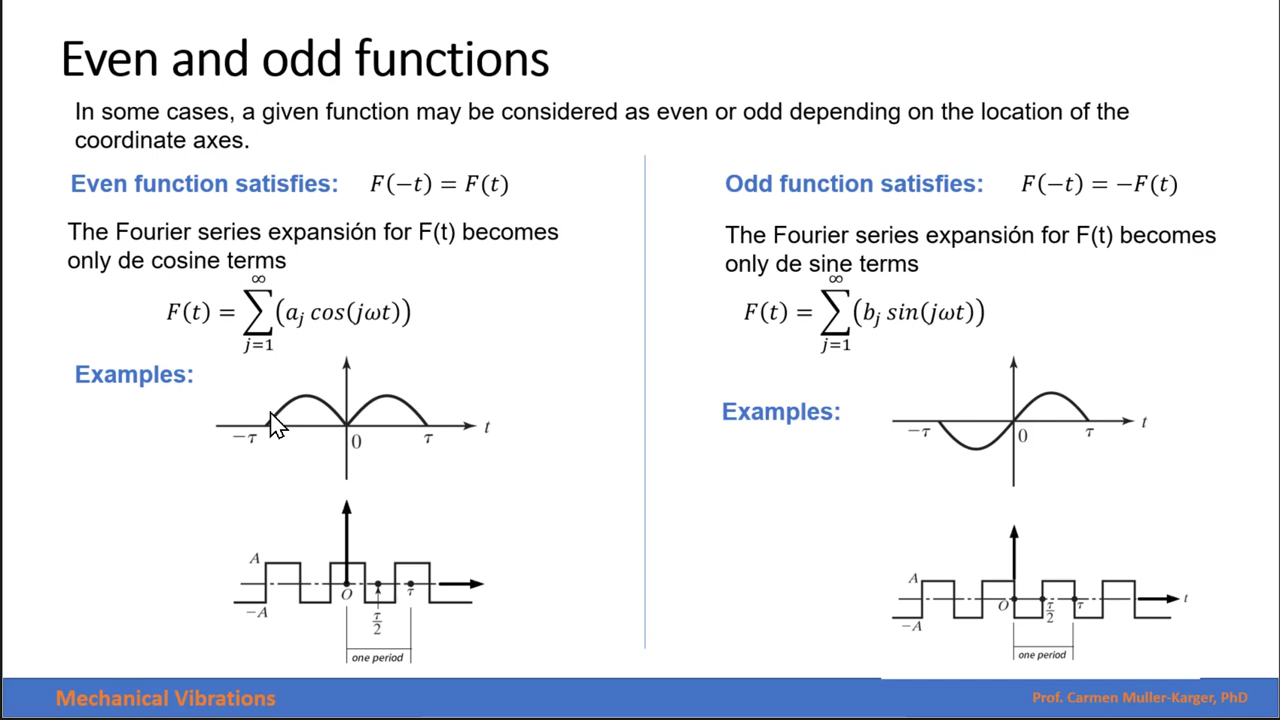 Even and odd functions
In some cases, a given function may be considered as even or odd depending on the location of the
coordinate axes.
Even function satisfies: F(−t) = F(t)
The Fourier series expansión for F(t) becomes
only de cosine terms
F(t) = ∑_{j=1}^{∞} (a_j cos(jωt))
Examples:
−τ 0 τ t
A
−A
O τ/2 τ
one period
Odd function satisfies: F(−t) = −F(t)
The Fourier series expansión for F(t) becomes
only de sine terms
F(t) = ∑_{j=1}^{∞} (b_j sin(jωt))
Examples:
−τ 0 τ t
A
−A
O τ/2 τ t
one period
Mechanical Vibrations
Prof. Carmen Muller-Karger, PhD